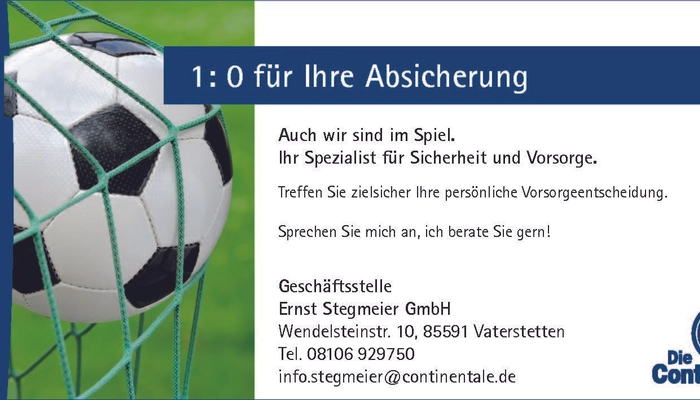 1: 0 für Ihre Absicherung
Auch wir sind im Spiel.
Ihr Spezialist für Sicherheit und Vorsorge.
Treffen Sie zielsicher Ihre persönliche Vorsorgeentscheidung.
Sprechen Sie mich an, ich berate Sie gern!
Geschäftsstelle
Ernst Stegmeier GmbH
Wendelsteinstr. 10, 85591 Vaterstetten
Tel. 08106 929750
info.stegmeier@continentale.de
Die